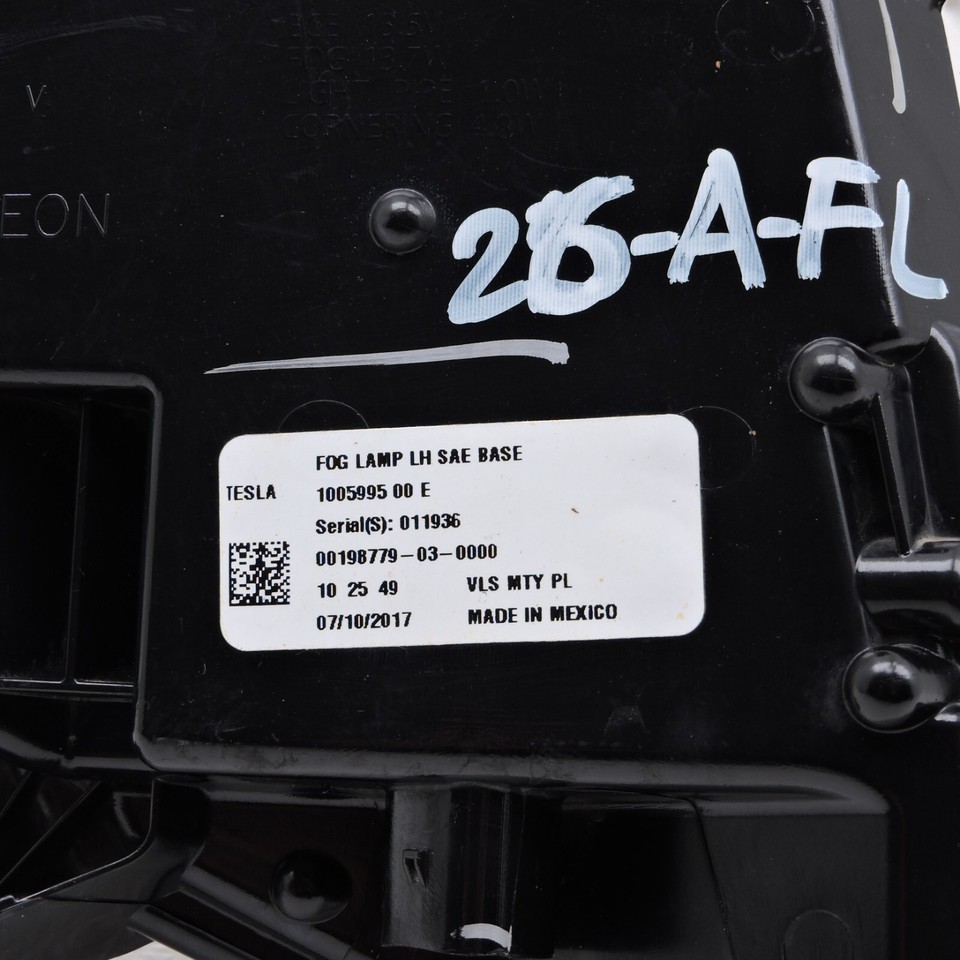 V
EON
CORNERING
-A-FL
FOG LAMP LH SAE BASE
TESLA
1005995 00 E
Serial(S): 011936
00198779-03-0000
10 25 49 VLS MTY PL
07/10/2017 MADE IN MEXICO